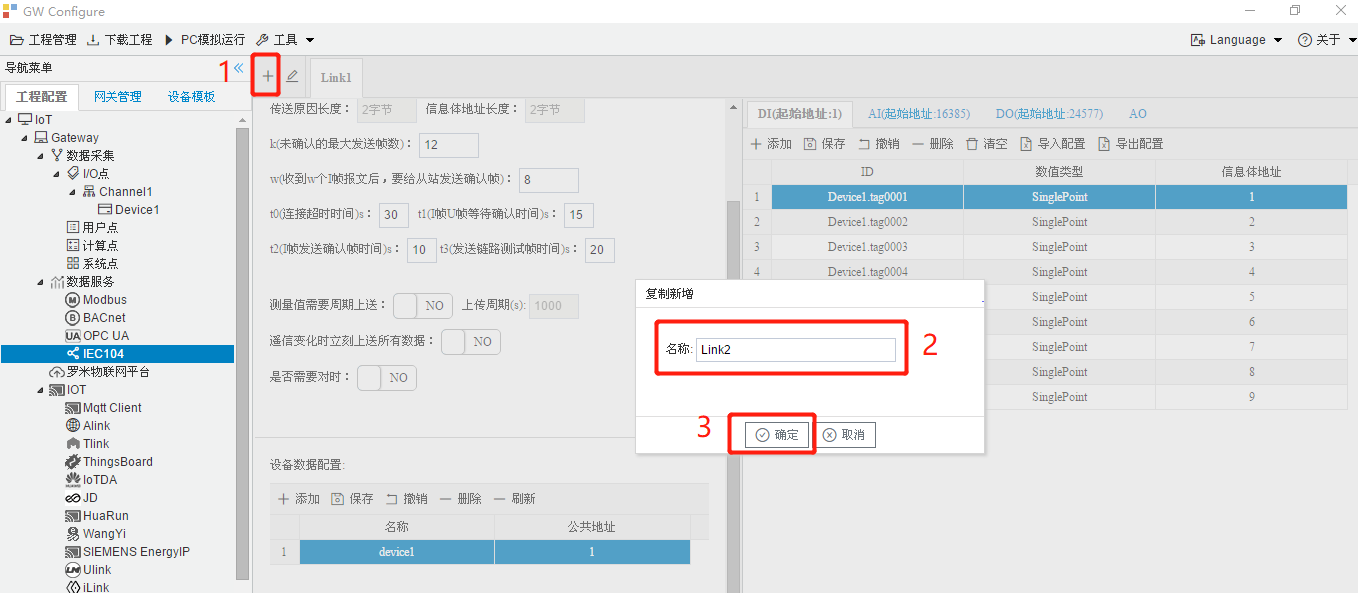 GW Configure
工程管理 下载工程 PC模拟运行 工具 Language 关于
导航菜单
1
工程配置 网关管理 设备模板
IoT
Gateway
数据采集
I/O点
Channel1
Device1
用户点
计算点
系统点
数据服务
Modbus
BACnet
OPC UA
IEC104
罗米物联网平台
IOT
Mqtt Client
Alink
Tlink
ThingsBoard
IoTDA
JD
HuaRun
WangYi
SIEMENS EnergyIP
Ulink
iLink
Link1
传送原因长度: 2字节 信息体地址长度: 2字节
k(未确认的最大发送帧数): 12
w(收到w个I帧报文后,要给从站发送确认帧): 8
t0(连接超时时间)s: 30 t1(I帧U帧等待确认时间)s: 15
t2(I帧发送确认帧时间)s: 10 t3(发送链路测试帧时间)s: 20
测量值需要周期上送: NO 上传周期(s): 1000
遥信变化时立刻上送所有数据: NO
是否需要对时: NO
设备数据配置:
添加 保存 撤销 删除 刷新
名称 公共地址
1 device1 1
DI(起始地址:1) AI(起始地址:16385) DO(起始地址:24577) AO
添加 保存 撤销 删除 清空 导入配置 导出配置
ID 数值类型 信息体地址
1 Device1.tag0001 SinglePoint 1
2 Device1.tag0002 SinglePoint 2
3 Device1.tag0003 SinglePoint 3
4 Device1.tag0004 SinglePoint 4
SinglePoint 5
SinglePoint 6
SinglePoint 7
SinglePoint 8
SinglePoint 9
复制新增
名称: Link2
2
3
确定 取消